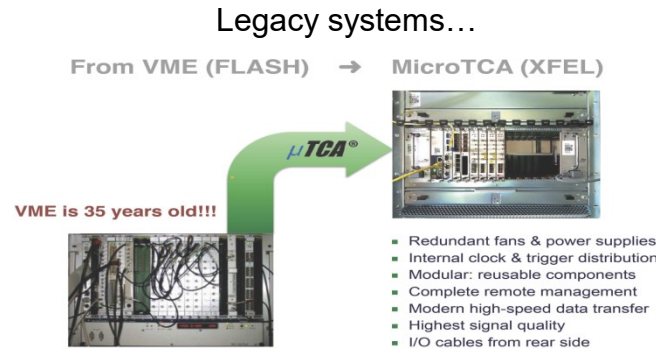 Legacy systems…
From VME (FLASH) → MicroTCA (XFEL)
µTCA®
VME is 35 years old!!!
Redundant fans & power supplies
Internal clock & trigger distribution
Modular: reusable components
Complete remote management
Modern high-speed data transfer
Highest signal quality
I/O cables from rear side